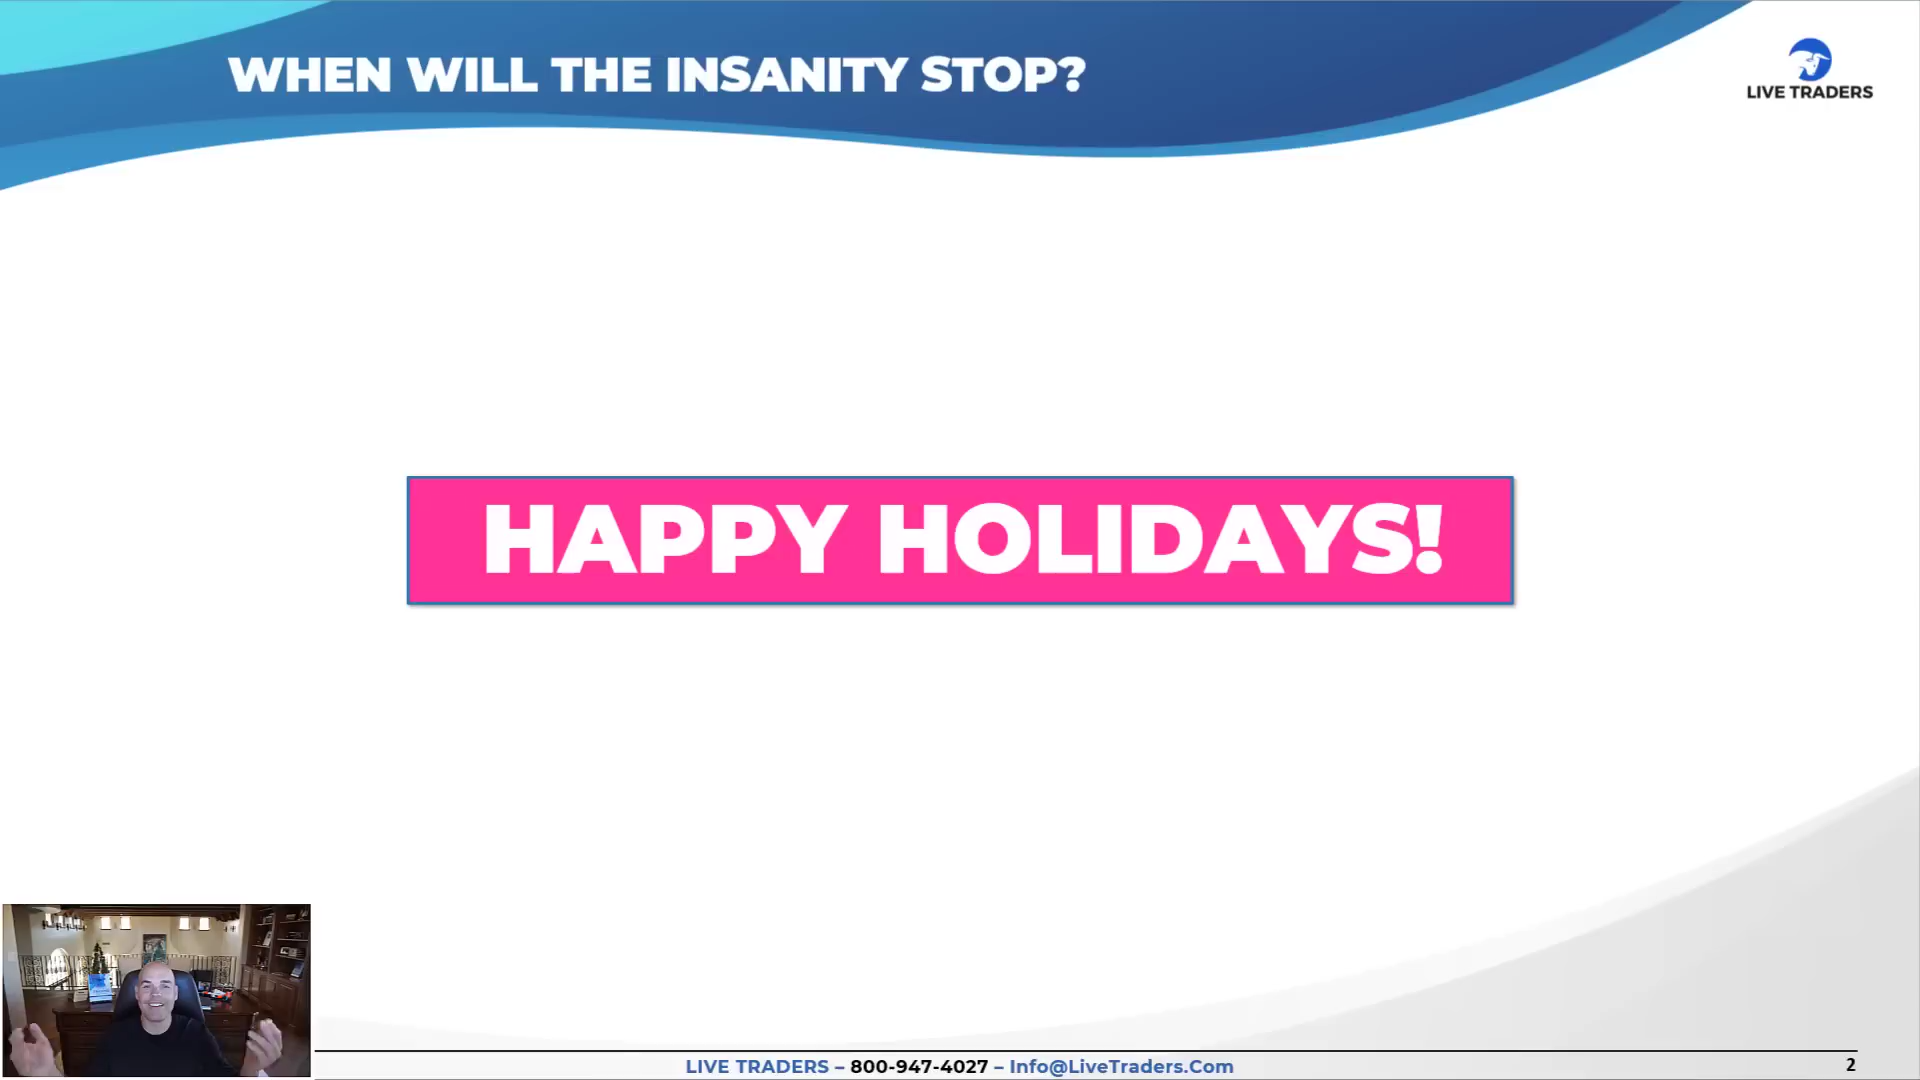 WHEN WILL THE INSANITY STOP?
LIVE TRADERS
HAPPY HOLIDAYS!
LIVE TRADERS – 800-947-4027 – Info@LiveTraders.Com
2